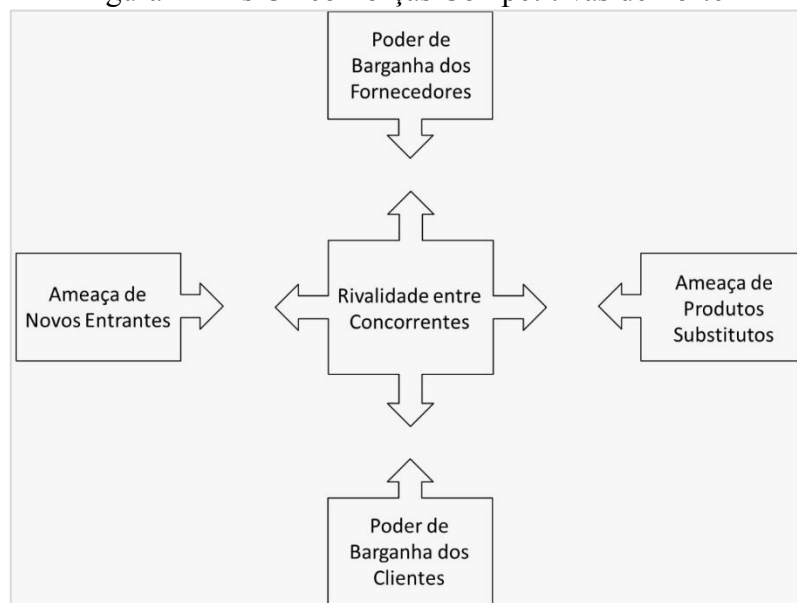 Poder de
Barganha dos
Fornecedores
Ameaça de
Novos Entrantes
Rivalidade entre
Concorrentes
Ameaça de
Produtos
Substitutos
Poder de
Barganha dos
Clientes